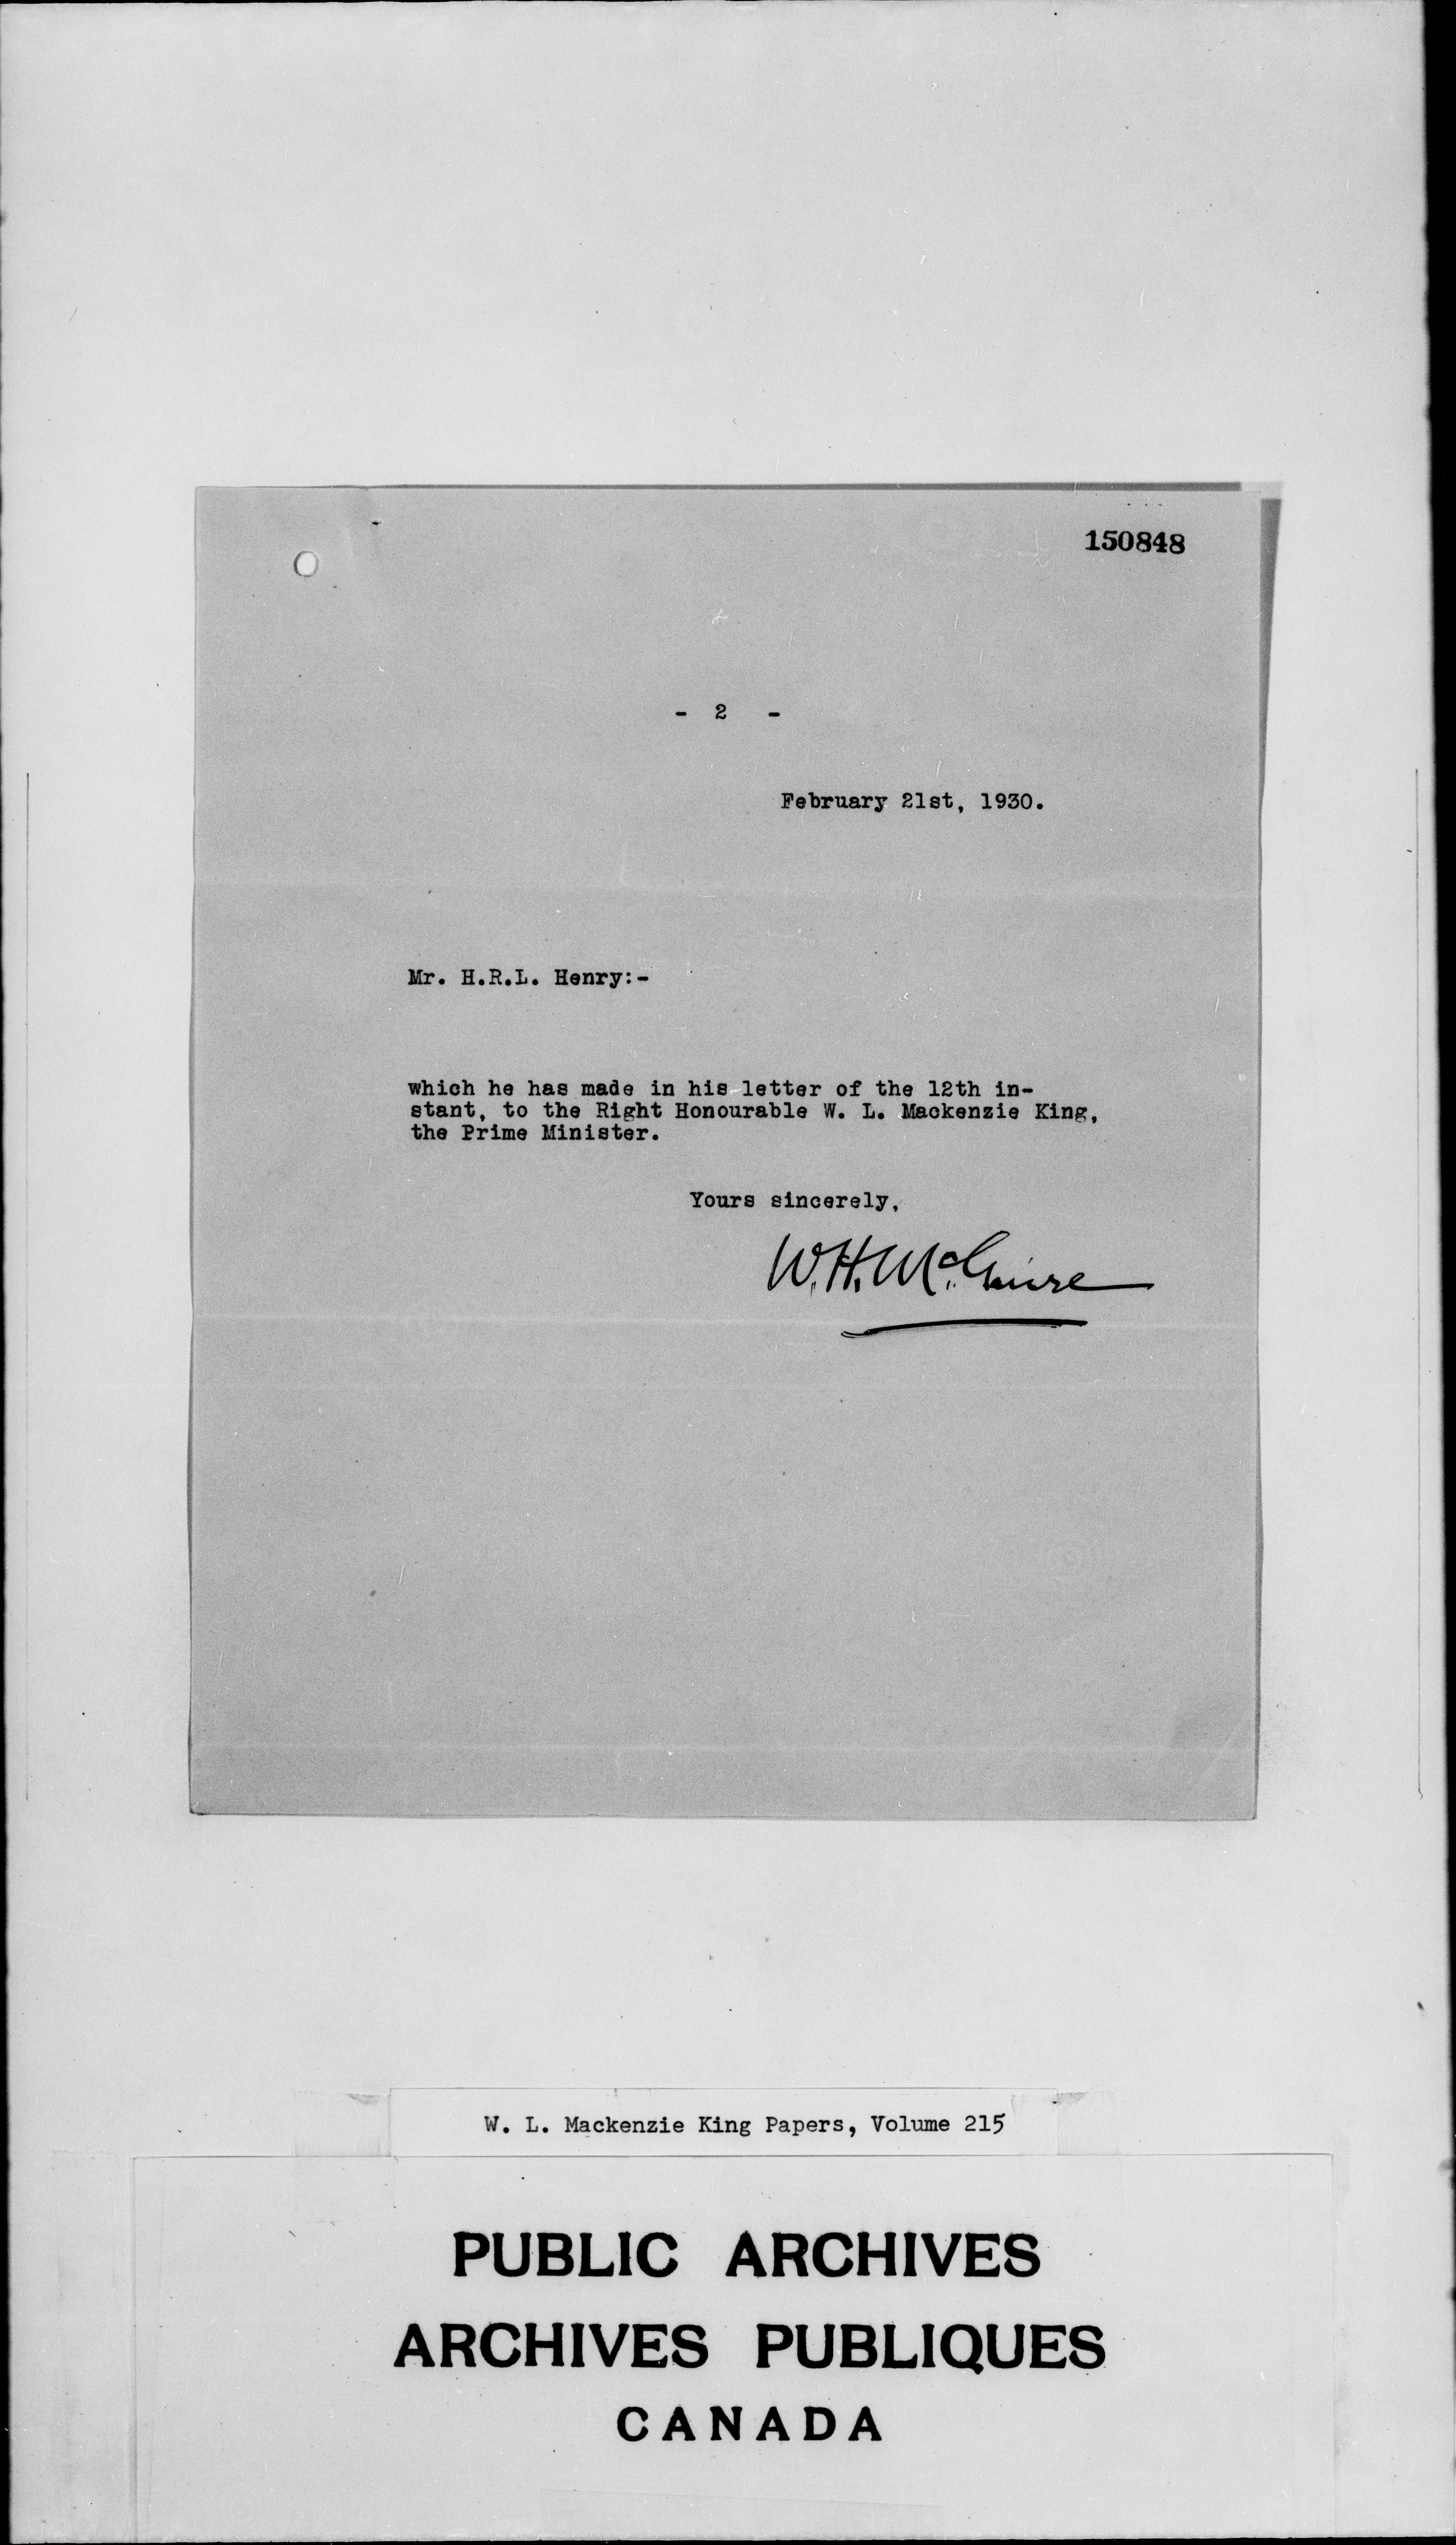 150848
- 2 -
February 21st, 1930.
Mr. H.R.L. Henry:-
which he has made in his letter of the 12th in-
stant, to the Right Honourable W. L. Mackenzie King,
the Prime Minister.
Yours sincerely,
W.H. McGuire
W. L. Mackenzie King Papers, Volume 215
PUBLIC ARCHIVES
ARCHIVES PUBLIQUES
CANADA